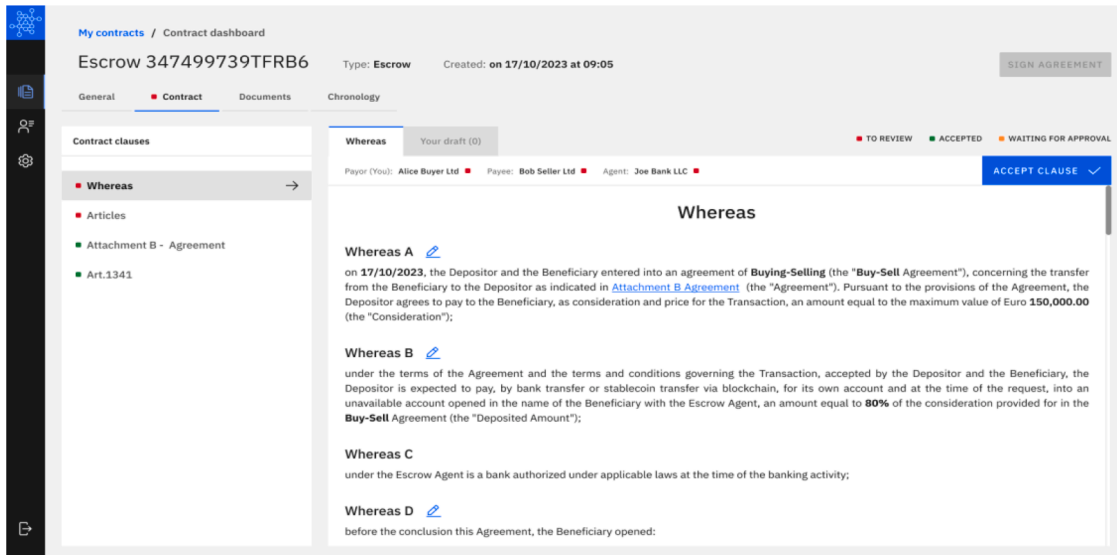 My contracts / Contract dashboard
Escrow 347499739TFRB6
Type: Escrow
Created: on 17/10/2023 at 09:05
SIGN AGREEMENT
General
Contract
Documents
Chronology
Contract clauses
Whereas
Articles
Attachment B - Agreement
Art.1341
Whereas
Your draft (0)
TO REVIEW
ACCEPTED
WAITING FOR APPROVAL
Payor (You): Alice Buyer Ltd
Payee: Bob Seller Ltd
Agent: Joe Bank LLC
ACCEPT CLAUSE
Whereas
Whereas A
on 17/10/2023, the Depositor and the Beneficiary entered into an agreement of Buying-Selling (the "Buy-Sell Agreement"), concerning the transfer
from the Beneficiary to the Depositor as indicated in Attachment B Agreement (the "Agreement"). Pursuant to the provisions of the Agreement, the
Depositor agrees to pay to the Beneficiary, as consideration and price for the Transaction, an amount equal to the maximum value of Euro 150,000.00
(the "Consideration");
Whereas B
under the terms of the Agreement and the terms and conditions governing the Transaction, accepted by the Depositor and the Beneficiary, the
Depositor is expected to pay, by bank transfer or stablecoin transfer via blockchain, for its own account and at the time of the request, into an
unavailable account opened in the name of the Beneficiary with the Escrow Agent, an amount equal to 80% of the consideration provided for in the
Buy-Sell Agreement (the "Deposited Amount");
Whereas C
under the Escrow Agent is a bank authorized under applicable laws at the time of the banking activity;
Whereas D
before the conclusion this Agreement, the Beneficiary opened: